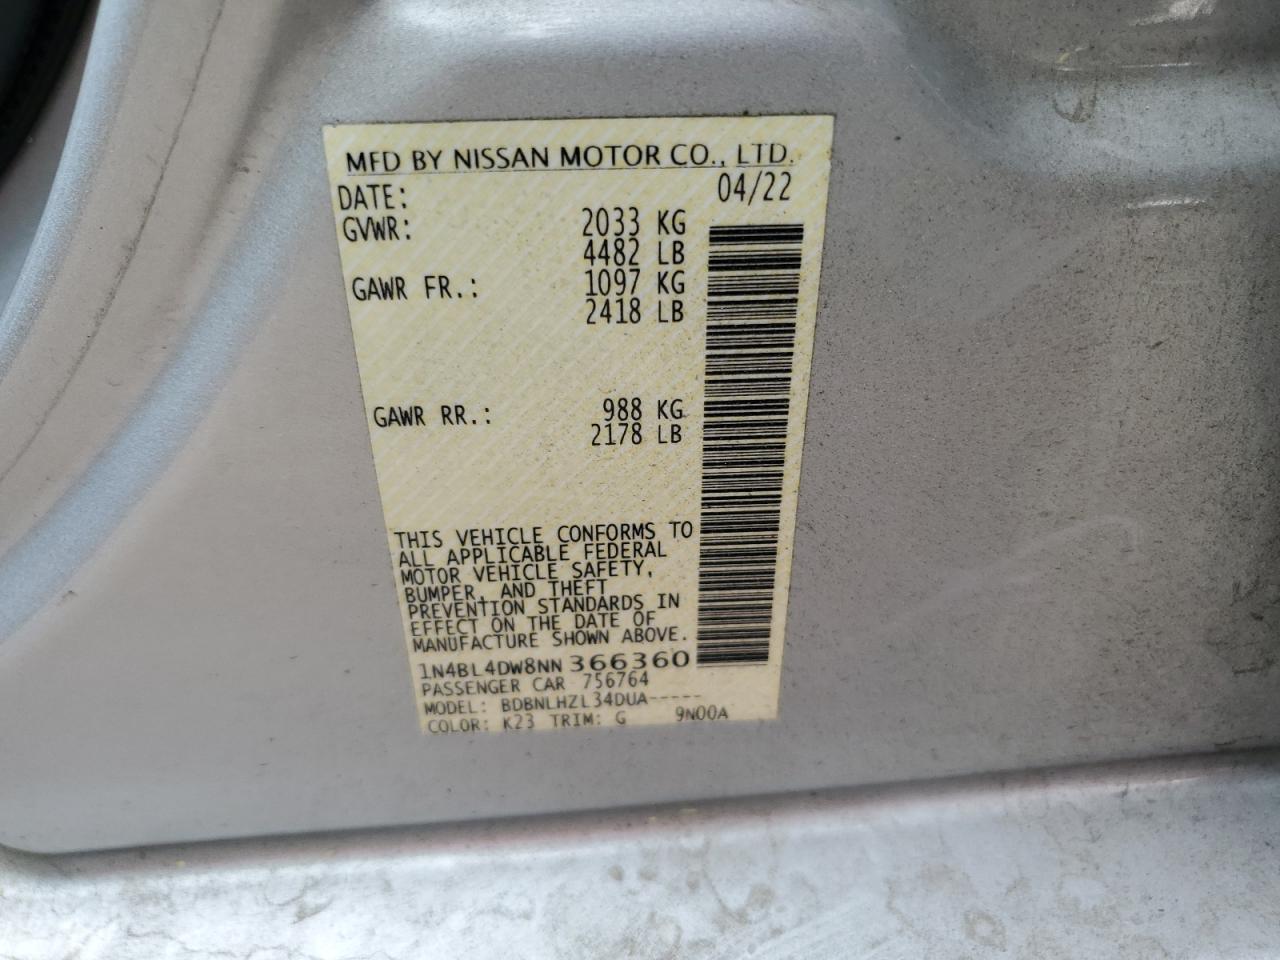 MFD BY NISSAN MOTOR CO., LTD.
DATE: 04/22
GVWR: 2033 KG
4482 LB
GAWR FR.: 1097 KG
2418 LB
GAWR RR.: 988 KG
2178 LB
THIS VEHICLE CONFORMS TO
ALL APPLICABLE FEDERAL
MOTOR VEHICLE SAFETY,
BUMPER, AND THEFT
PREVENTION STANDARDS IN
EFFECT ON THE DATE OF
MANUFACTURE SHOWN ABOVE.
1N4BL4DW8NN366360
PASSENGER CAR 756764
MODEL: BDBNLHZL34DUA-----
COLOR: K23 TRIM: G 9N00A